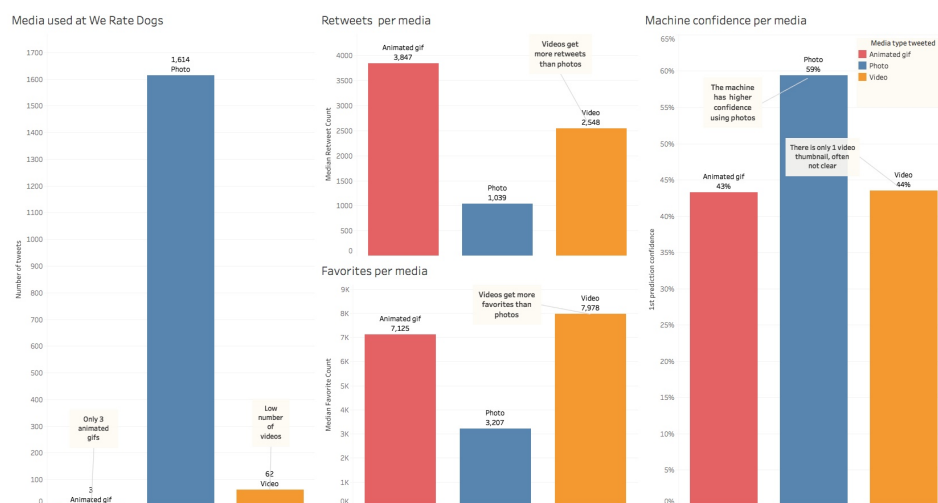 Media used at We Rate Dogs
1700
1600
1500
1400
1300
1200
1100
1000
900
800
700
600
500
400
300
200
100
0
Number of tweets
1,614
Photo
Only 3
animated
gifs
3
Animated gif
Low
number
of
videos
62
Video
Retweets per media
4000
3500
3000
2500
2000
1500
1000
500
0
Median Retweet Count
Animated gif
3,847
Photo
1,039
Videos get
more retweets
than photos
Video
2,548
Favorites per media
9K
8K
7K
6K
5K
4K
3K
2K
1K
0K
Median Favorite Count
Animated gif
7,125
Photo
3,207
Videos get more
favorites than
photos
Video
7,978
Machine confidence per media
65%
60%
55%
50%
45%
40%
35%
30%
25%
20%
15%
10%
5%
0%
1st prediction confidence
Animated gif
43%
The machine
has higher
confidence
using photos
Photo
59%
There is only 1 video
thumbnail, often
not clear
Video
44%
Media type tweeted
Animated gif
Photo
Video